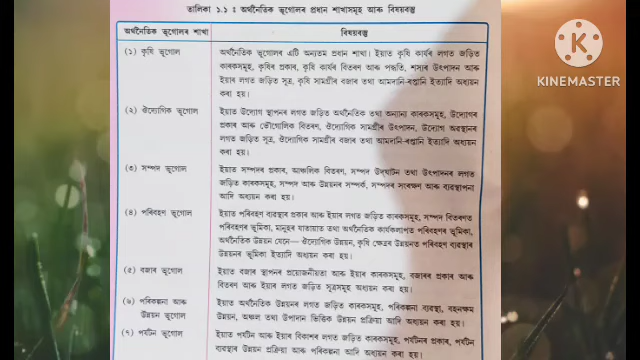 তালিকা ১.১ : অৰ্থনৈতিক ভূগোলৰ প্ৰধান শাখাসমূহ আৰু বিষয়বস্তু
অৰ্থনৈতিক ভূগোলৰ শাখা
বিষয়বস্তু
(১) কৃষি ভূগোল
অৰ্থনৈতিক ভূগোলৰ এটি অন্যতম প্ৰধান শাখা। ইয়াত কৃষি কাৰ্যৰ লগত জড়িত
কাৰকসমূহ, কৃষিৰ প্ৰকাৰ, কৃষি কাৰ্যৰ বিতৰণ আৰু পদ্ধতি, শস্যৰ উৎপাদন আৰু
ইয়াৰ লগত জড়িত সূত্ৰ, কৃষি সামগ্ৰীৰ বজাৰ তথা আমদানি-ৰপ্তানি ইত্যাদি অধ্যয়ন
কৰা হয়।
(২) ঔদ্যোগিক ভূগোল
ইয়াত উদ্যোগ স্থাপনৰ লগত জড়িত অৰ্থনৈতিক তথা অন্যান্য কাৰকসমূহ, উদ্যোগৰ
প্ৰকাৰ আৰু ভৌগোলিক বিতৰণ, ঔদ্যোগিক সামগ্ৰীৰ উৎপাদন, উদ্যোগ অৱস্থানৰ
লগত জড়িত সূত্ৰ, ঔদ্যোগিক সামগ্ৰীৰ বজাৰ তথা আমদানি-ৰপ্তানি ইত্যাদি অধ্যয়ন
কৰা হয়।
(৩) সম্পদ ভূগোল
ইয়াত সম্পদৰ প্ৰকাৰ, আঞ্চলিক বিতৰণ, সম্পদ উদ্ঘাটন তথা উৎপাদনৰ লগত
জড়িত কাৰকসমূহ, সম্পদ আৰু উন্নয়নৰ সম্পৰ্ক, সম্পদৰ সংৰক্ষণ আৰু ব্যৱস্থাপনা
আদি অধ্যয়ন কৰা হয়।
(৪) পৰিবহণ ভূগোল
ইয়াত পৰিবহণ ব্যৱস্থাৰ প্ৰকাৰ আৰু ইয়াৰ লগত জড়িত কাৰকসমূহ, সম্পদ বিতৰণত
পৰিবহণৰ ভূমিকা, মানুহৰ যাতায়াত তথা অৰ্থনৈতিক কাৰ্যকলাপত পৰিবহণৰ ভূমিকা,
অৰ্থনৈতিক উন্নয়ন যেনে— ঔদ্যোগিক উন্নয়ন, কৃষি ক্ষেত্ৰৰ উন্নয়নত পৰিবহণ ব্যৱস্থাৰ
উন্নয়নৰ ভূমিকা ইত্যাদি অধ্যয়ন কৰা হয়।
(৫) বজাৰ ভূগোল
ইয়াত বজাৰ স্থাপনৰ প্ৰয়োজনীয়তা আৰু ইয়াৰ কাৰকসমূহ, বজাৰৰ প্ৰকাৰ আৰু
বিতৰণ আৰু ইয়াৰ লগত জড়িত সূত্ৰসমূহ অধ্যয়ন কৰা হয়।
(৬) পৰিকল্পনা আৰু
উন্নয়ন ভূগোল
ইয়াত অৰ্থনৈতিক উন্নয়নৰ লগত জড়িত কাৰকসমূহ, পৰিকল্পনা ব্যৱস্থা, বহনক্ষম
উন্নয়ন, অঞ্চল তথা উপাদান ভিত্তিক উন্নয়ন প্ৰক্ৰিয়া আদি অধ্যয়ন কৰা হয়।
(৭) পৰ্যটন ভূগোল
ইয়াত পৰ্যটন আৰু ইয়াৰ বিকাশৰ লগত জড়িত কাৰকসমূহ, পৰ্যটনৰ প্ৰকাৰ, পৰ্যটন
ব্যৱস্থাৰ উন্নয়ন প্ৰক্ৰিয়া আৰু পৰিকল্পনা আদি অধ্যয়ন কৰা হয়।
KINEMASTER